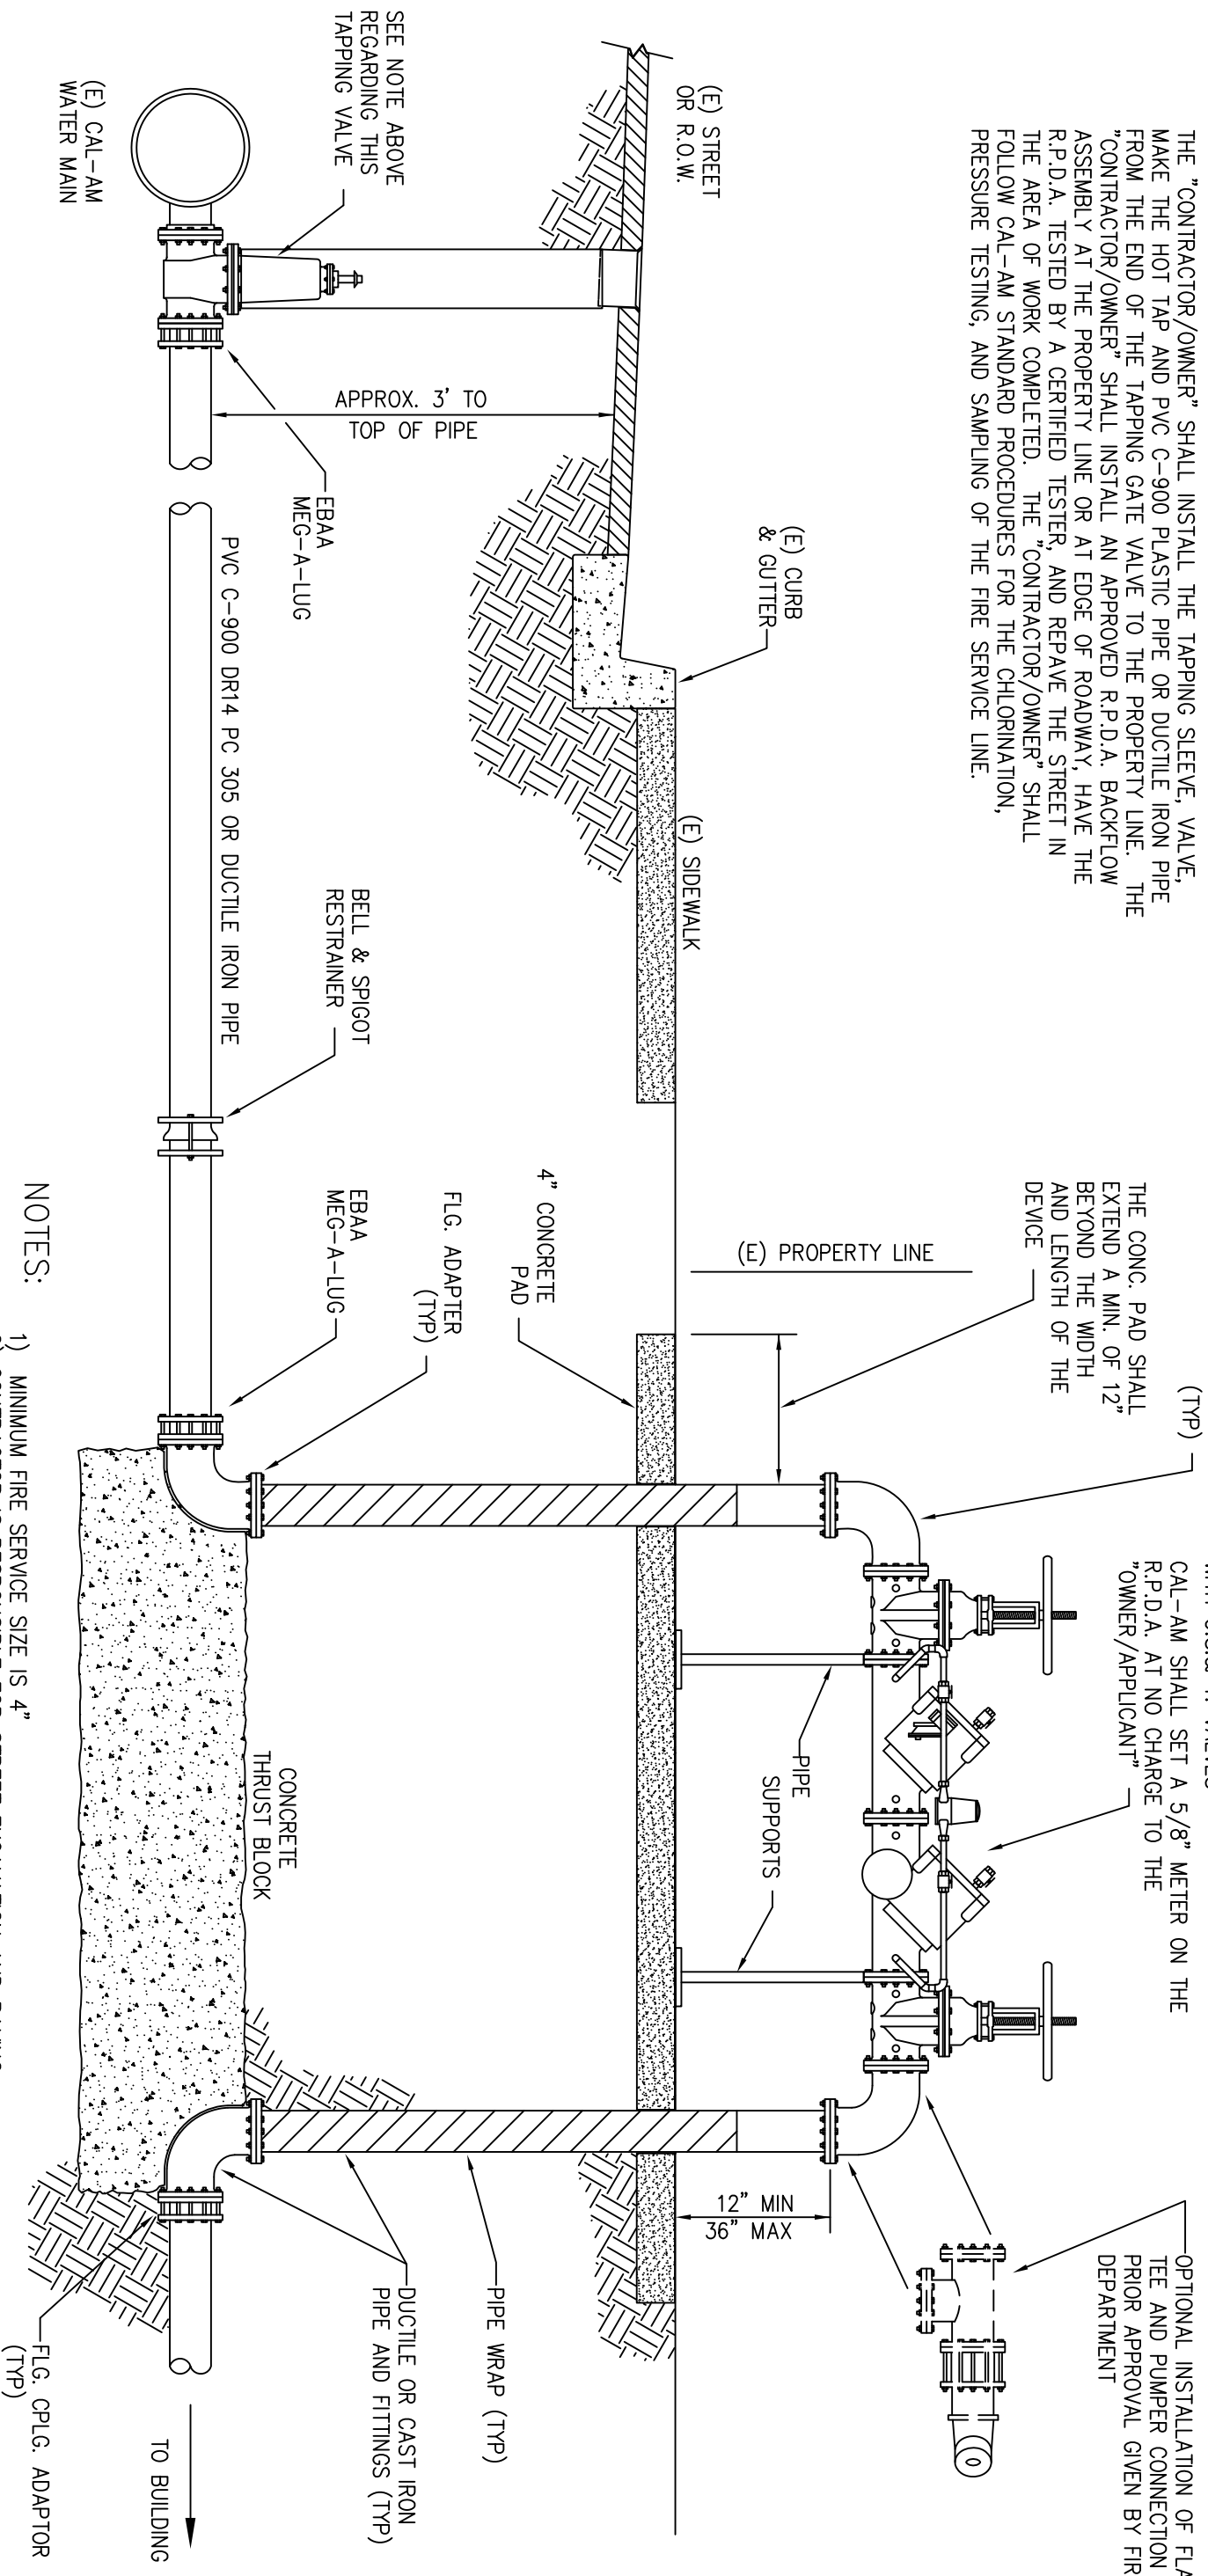 THE "CONTRACTOR/OWNER" SHALL INSTALL THE TAPPING SLEEVE, VALVE,
MAKE THE HOT TAP AND PVC C-900 PLASTIC PIPE OR DUCTILE IRON PIPE
FROM THE END OF THE TAPPING GATE VALVE TO THE PROPERTY LINE. THE
"CONTRACTOR/OWNER" SHALL INSTALL AN APPROVED R.P.D.A. BACKFLOW
ASSEMBLY AT THE PROPERTY LINE OR AT EDGE OF ROADWAY, HAVE THE
R.P.D.A. TESTED BY A CERTIFIED TESTER, AND REPAVE THE STREET IN
THE AREA OF WORK COMPLETED. THE "CONTRACTOR/OWNER" SHALL
FOLLOW CAL-AM STANDARD PROCEDURES FOR THE CHLORINATION,
PRESSURE TESTING, AND SAMPLING OF THE FIRE SERVICE LINE.
(TYP)
THE CONC. PAD SHALL
EXTEND A MIN. OF 12"
BEYOND THE WIDTH
AND LENGTH OF THE
DEVICE
VALVES
CAL-AM SHALL SET A 5/8" METER ON THE
R.P.D.A. AT NO CHARGE TO THE
"OWNER/APPLICANT"
OPTIONAL INSTALLATION OF
TEE AND PUMPER CONNECTION
PRIOR APPROVAL GIVEN BY
DEPARTMENT
(E) STREET
OR R.O.W.
(E) CURB
& GUTTER
(E) SIDEWALK
(E) PROPERTY LINE
SEE NOTE ABOVE
REGARDING THIS
TAPPING VALVE
APPROX. 3' TO
TOP OF PIPE
EBAA
MEG-A-LUG
(E) CAL-AM
WATER MAIN
PVC C-900 DR14 PC 305 OR DUCTILE IRON PIPE
BELL & SPIGOT
RESTRAINER
4" CONCRETE
PAD
FLG. ADAPTER
(TYP)
EBAA
MEG-A-LUG
PIPE
SUPPORTS
CONCRETE
THRUST BLOCK
12" MIN
36" MAX
PIPE WRAP (TYP)
DUCTILE OR CAST IRON
PIPE AND FITTINGS (TYP)
TO BUILDING
FLG. CPLG. ADAPTOR
(TYP)
NOTES:
1) MINIMUM FIRE SERVICE SIZE IS 4"